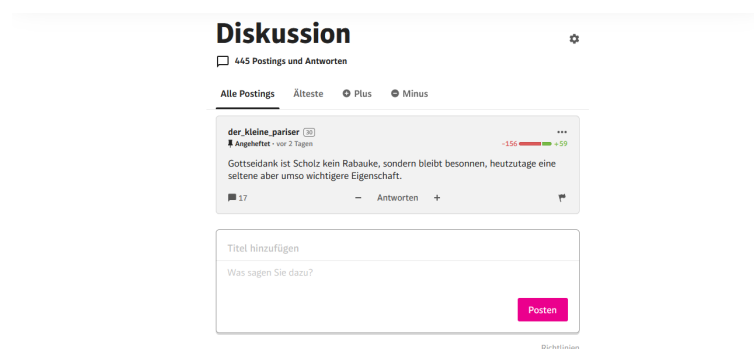 Diskussion
445 Postings und Antworten
Alle Postings Älteste Plus Minus
der_kleine_pariser 30
Angeheftet - vor 2 Tagen -156 +59
Gottseidank ist Scholz kein Rabauke, sondern bleibt besonnen, heutzutage eine
seltene aber umso wichtigere Eigenschaft.
17 − Antworten +
Titel hinzufügen
Was sagen Sie dazu?
Posten
Richtlinien